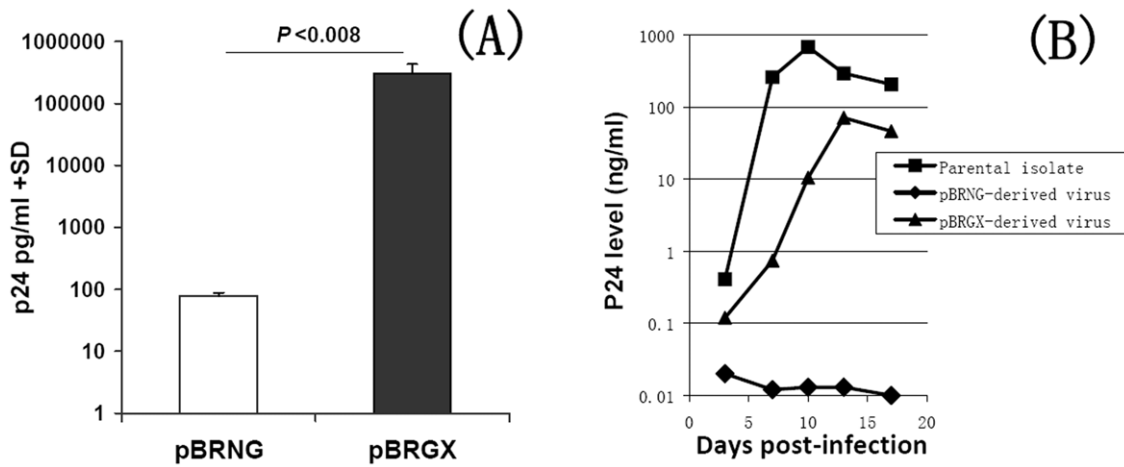 (A)
P<0.008
p24 pg/ml +SD
1000000
100000
10000
1000
100
10
1
pBRNG
pBRGX
(B)
P24 level (ng/ml)
1000
100
10
1
0.1
0.01
0
5
10
15
20
Days post-infection
Parental isolate
pBRNG-derived virus
pBRGX-derived virus